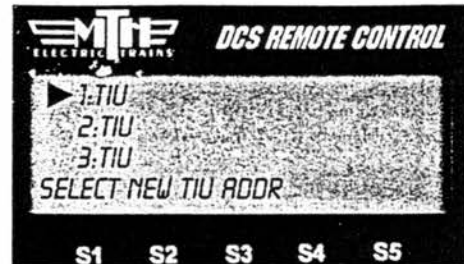 MTH
ELECTRIC TRAINS
DCS REMOTE CONTROL
1:TIU
2:TIU
3:TIU
SELECT NEW TIU ADDR
S1 S2 S3 S4 S5